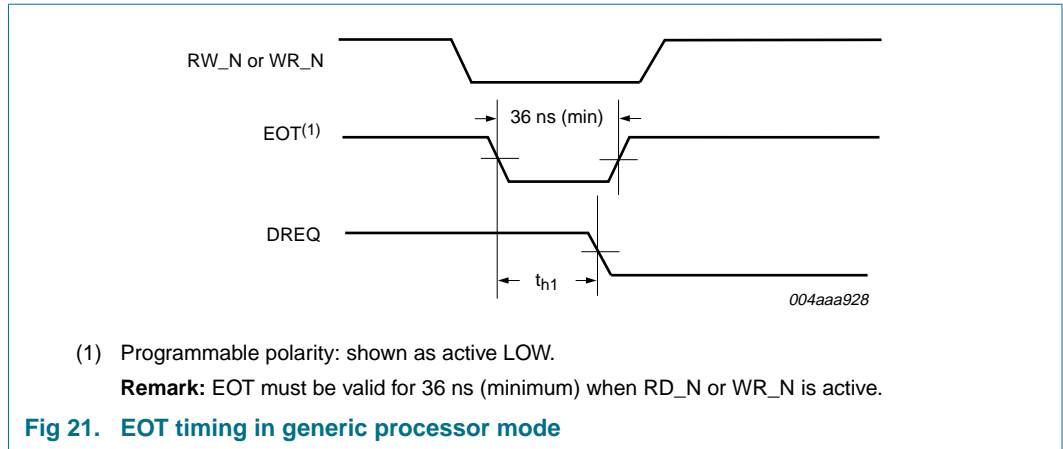 RW_N or WR_N
36 ns (min)
EOT(1)
DREQ
th1
004aaa928
(1) Programmable polarity: shown as active LOW.
Remark: EOT must be valid for 36 ns (minimum) when RD_N or WR_N is active.
Fig 21. EOT timing in generic processor mode